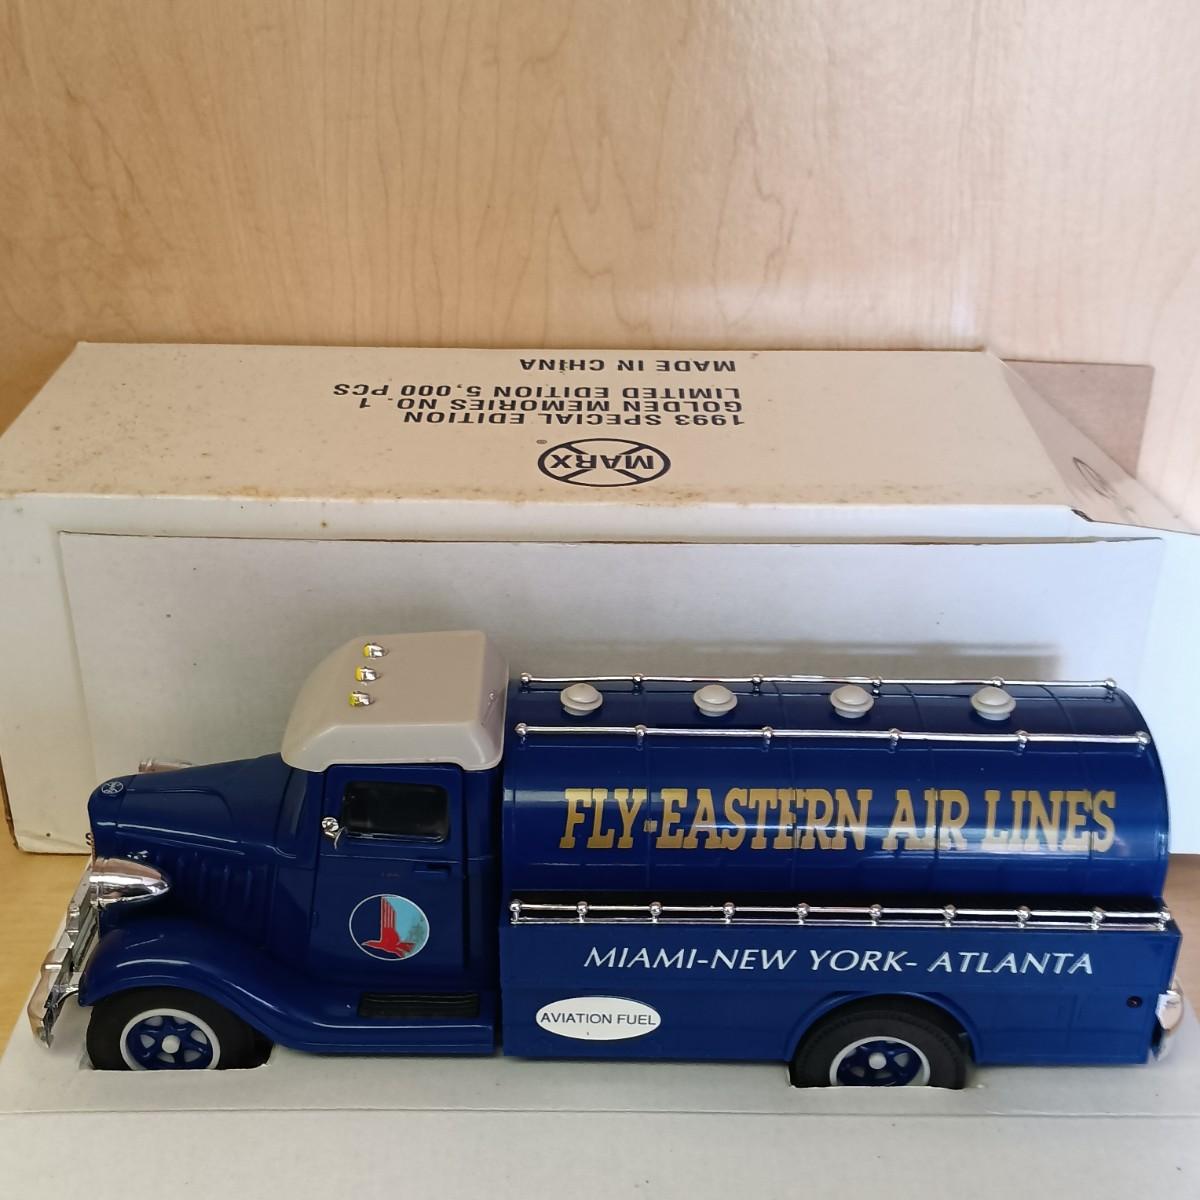 MARX
1993 SPECIAL EDITION
GOLDEN MEMORIES NO. 1
LIMITED EDITION 5,000 PCS
MADE IN CHINA
FLY-EASTERN AIR LINES
MIAMI-NEW YORK- ATLANTA
AVIATION FUEL